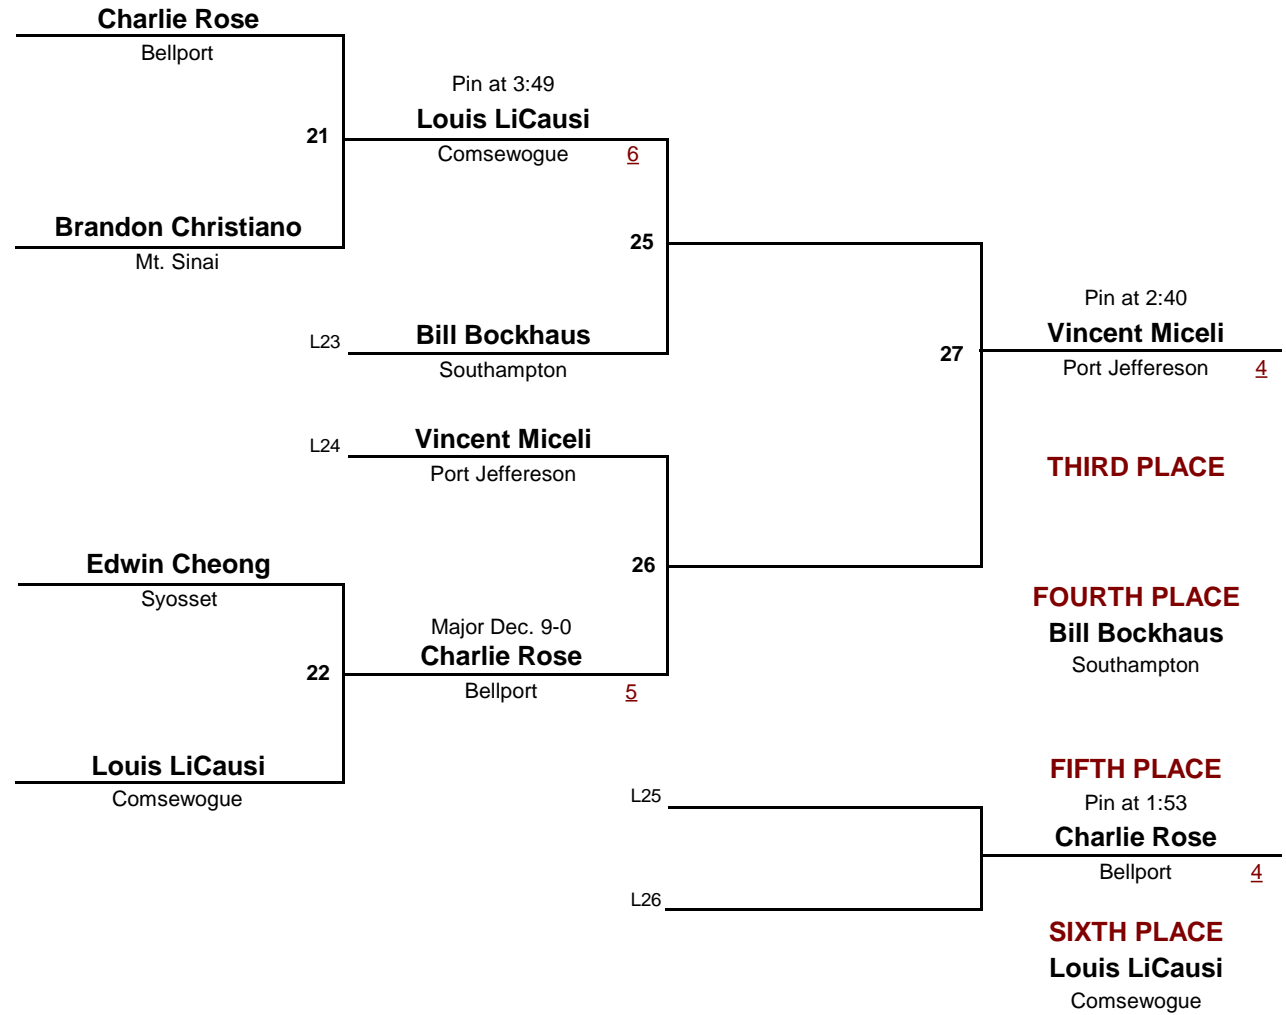 Charlie Rose
Bellport
Pin at 3:49
21
Louis LiCausi
Comsewogue 6
Brandon Christiano
Mt. Sinai
25
L23
Bill Bockhaus
Southampton
Pin at 2:40
27
Vincent Miceli
Port Jeffereson 4
L24
Vincent Miceli
Port Jeffereson
THIRD PLACE
Edwin Cheong
Syosset
26
FOURTH PLACE
Bill Bockhaus
Southampton
Major Dec. 9-0
22
Charlie Rose
Bellport 5
Louis LiCausi
Comsewogue
L25
FIFTH PLACE
Pin at 1:53
Charlie Rose
Bellport 4
L26
SIXTH PLACE
Louis LiCausi
Comsewogue